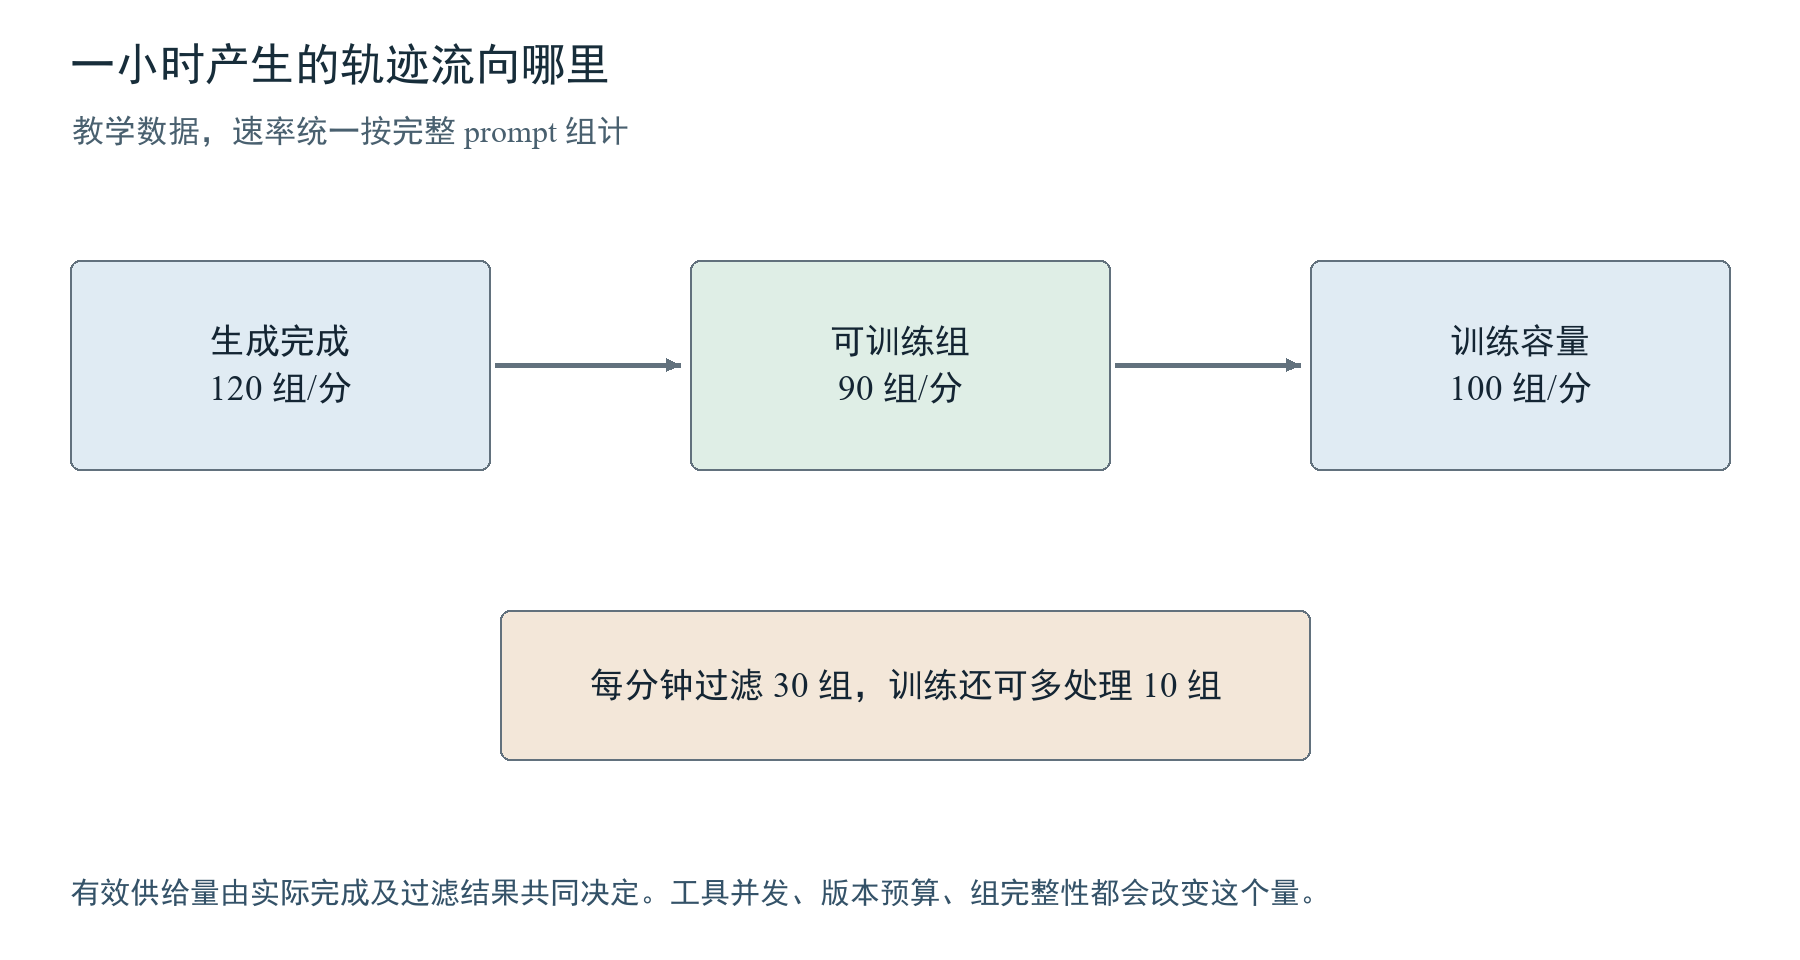 一小时产生的轨迹流向哪里
教学数据，速率统一按完整 prompt 组计
生成完成
120 组/分
可训练组
90 组/分
训练容量
100 组/分
每分钟过滤 30 组，训练还可多处理 10 组
有效供给量由实际完成及过滤结果共同决定。工具并发、版本预算、组完整性都会改变这个量。